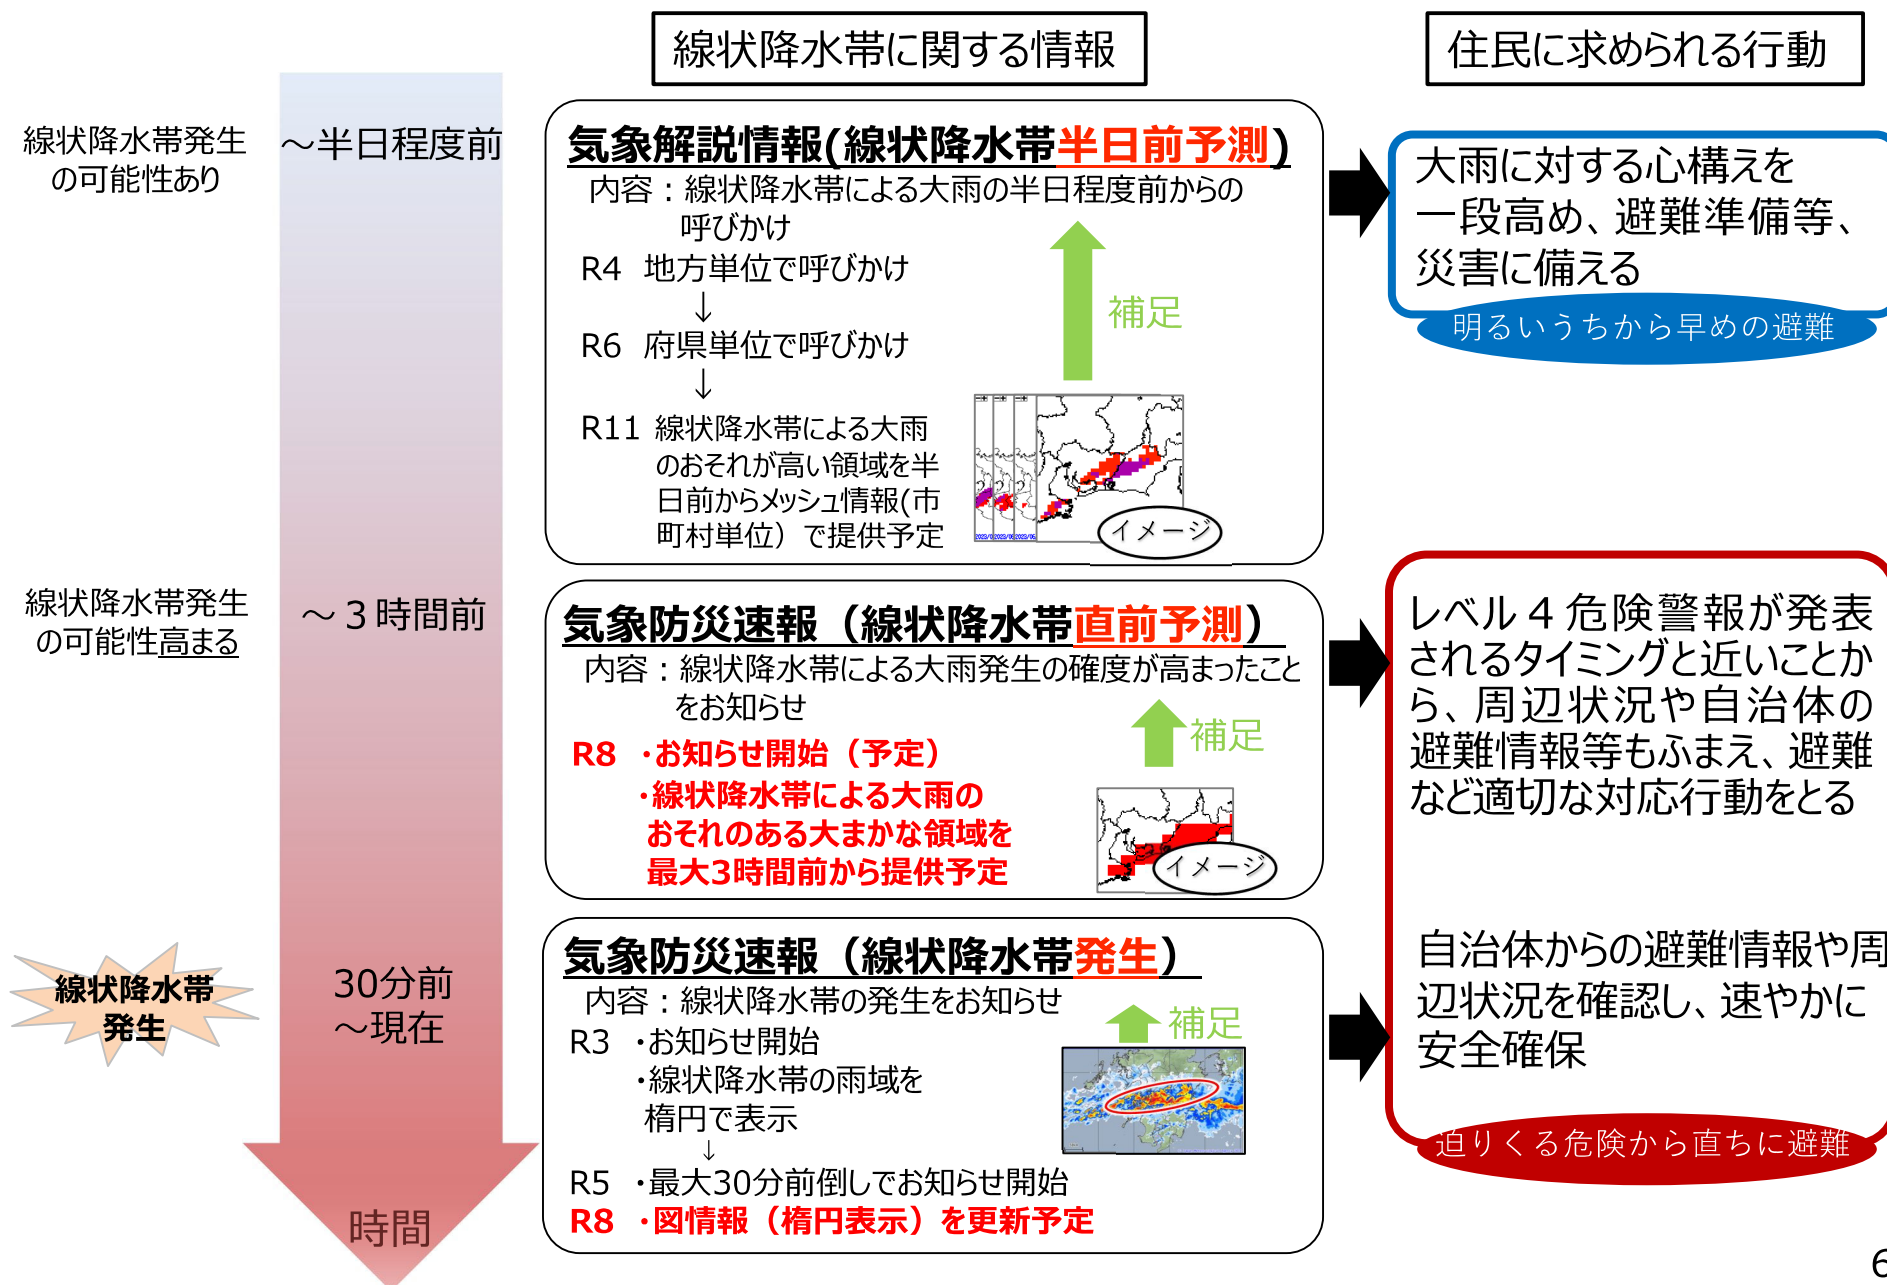 線状降水帯に関する情報
住民に求められる行動
線状降水帯発生
の可能性あり
～半日程度前
気象解説情報(線状降水帯半日前予測)
内容：線状降水帯による大雨の半日程度前からの
呼びかけ
R4 地方単位で呼びかけ
↓
R6 府県単位で呼びかけ
↓
R11 線状降水帯による大雨
のおそれが高い領域を半
日前からメッシュ情報(市
町村単位）で提供予定
補足
イメージ
大雨に対する心構えを
一段高め、避難準備等、
災害に備える
明るいうちから早めの避難
線状降水帯発生
の可能性高まる
～３時間前
気象防災速報（線状降水帯直前予測）
内容：線状降水帯による大雨発生の確度が高まったこと
をお知らせ
R8 ・お知らせ開始（予定）
・線状降水帯による大雨の
おそれのある大まかな領域を
最大3時間前から提供予定
補足
イメージ
レベル４危険警報が発表
されるタイミングと近いことか
ら、周辺状況や自治体の
避難情報等もふまえ、避難
など適切な対応行動をとる
線状降水帯
発生
30分前
～現在
気象防災速報（線状降水帯発生）
内容：線状降水帯の発生をお知らせ
R3 ・お知らせ開始
・線状降水帯の雨域を
楕円で表示
↓
R5 ・最大30分前倒しでお知らせ開始
R8 ・図情報（楕円表示）を更新予定
補足
自治体からの避難情報や周
辺状況を確認し、速やかに
安全確保
迫りくる危険から直ちに避難
時間
6